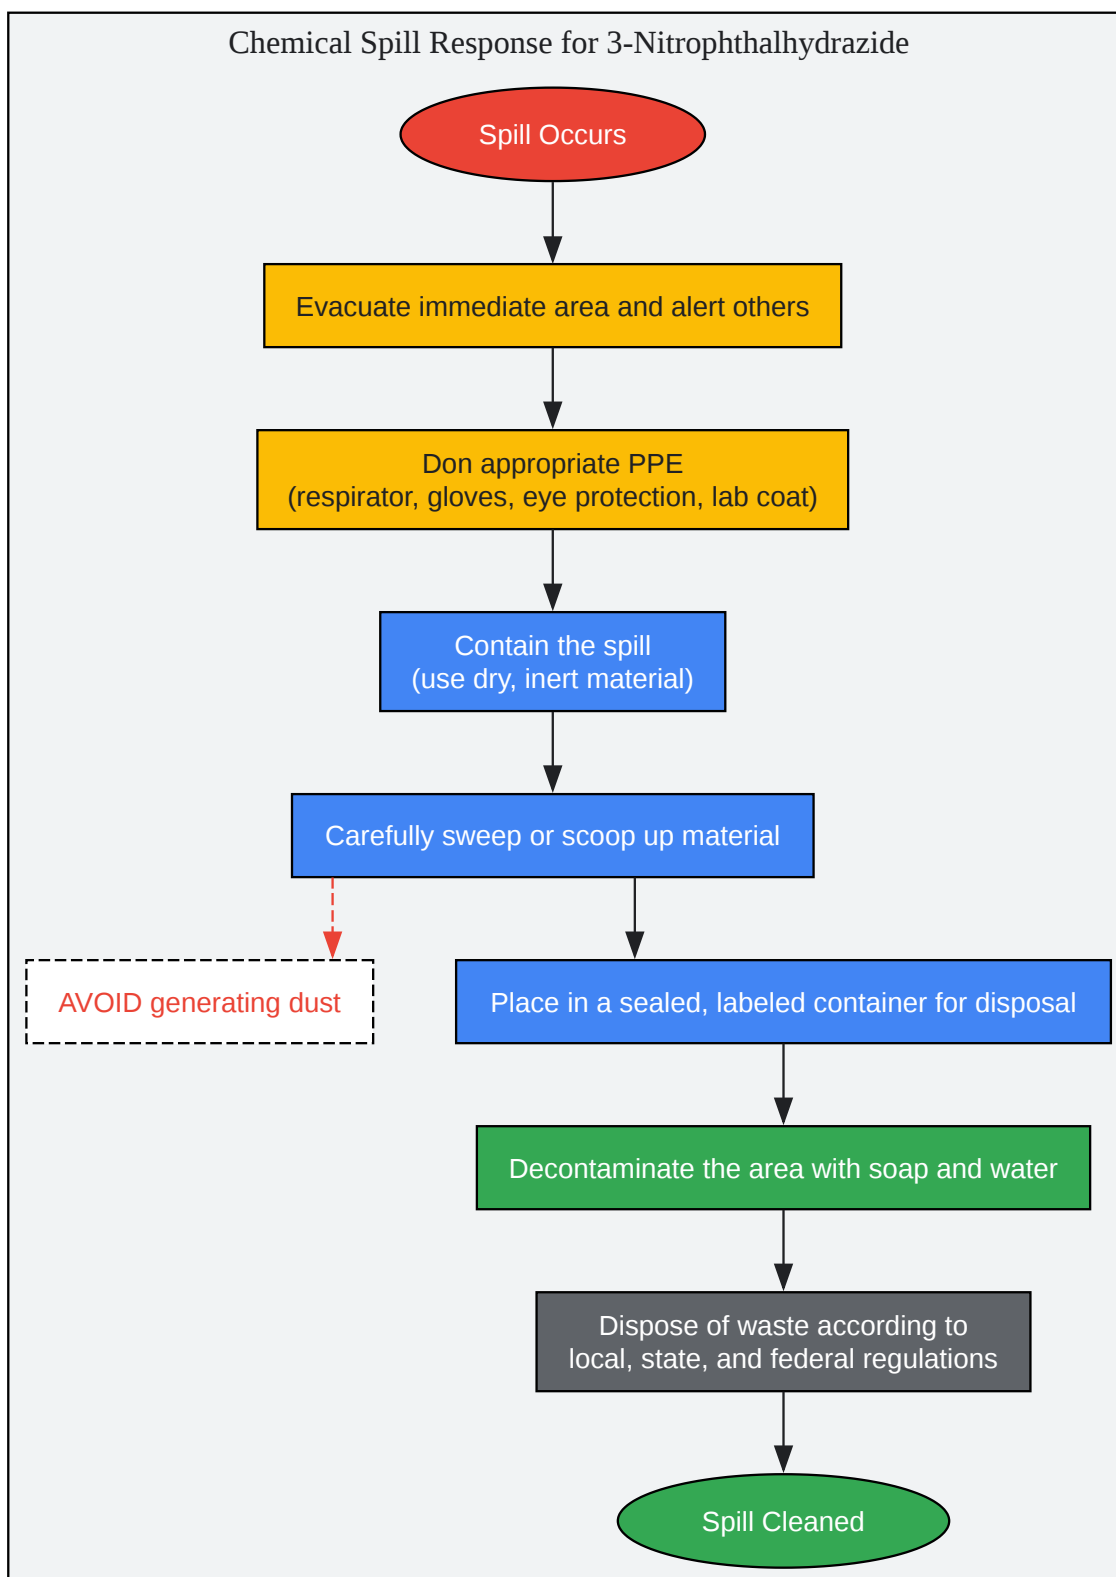 Chemical Spill Response for 3-Nitrophthalhydrazide
Spill Occurs
Evacuate immediate area and alert others
Don appropriate PPE
(respirator, gloves, eye protection, lab coat)
Contain the spill
(use dry, inert material)
Carefully sweep or scoop up material
AVOID generating dust
Place in a sealed, labeled container for disposal
Decontaminate the area with soap and water
Dispose of waste according to
local, state, and federal regulations
Spill Cleaned